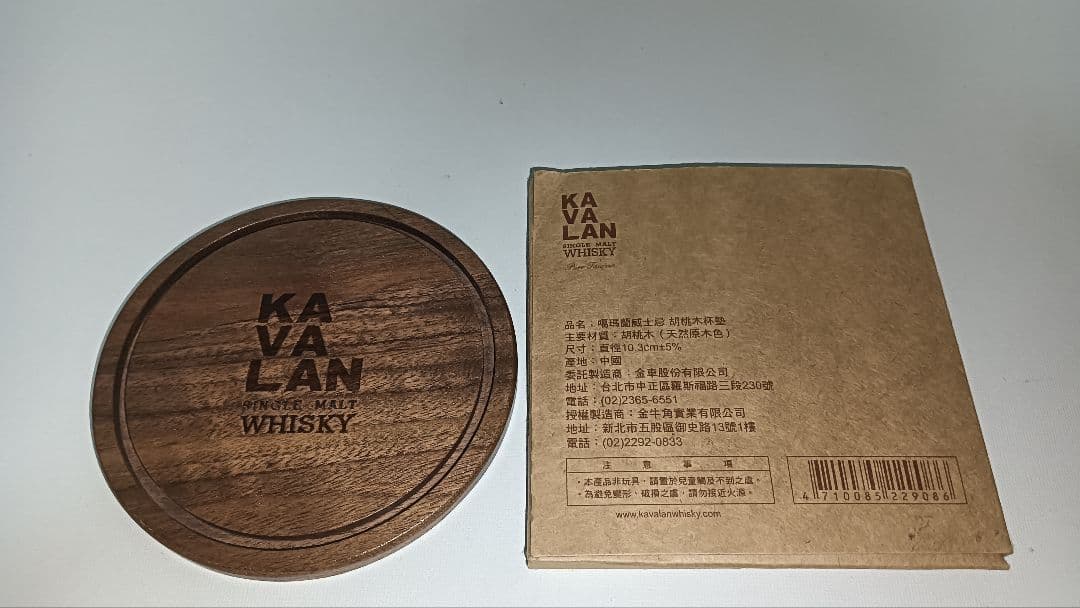 KA
VA
LAN
SINGLE MALT
WHISKY
KA
VA
LAN
SINGLE MALT
WHISKY
Pure Taiwan
品名：噶瑪蘭威士忌 胡桃木杯墊
主要材質：胡桃木（天然原木色）
尺寸：直徑10.3cm±5%
產地：中國
委託製造商：金車股份有限公司
地址：台北市中正區羅斯福路三段230號
電話：(02)2365-6551
授權製造商：金牛角實業有限公司
地址：新北市五股區御史路13號1樓
電話：(02)2292-0833
注意事項
・本產品非玩具，請置於兒童觸及不到之處。
・為避免變形、破損之處，請勿接近火源。
4 710085 229086
www.kavalanwhisky.com